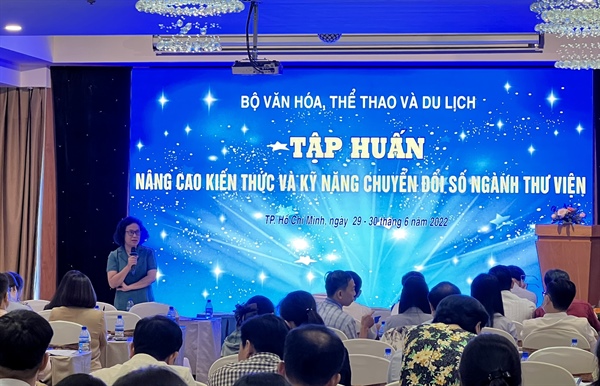 BỘ VĂN HÓA, THỂ THAO VÀ DU LỊCH
TẬP HUẤN
NÂNG CAO KIẾN THỨC VÀ KỸ NĂNG CHUYỂN ĐỔI SỐ NGÀNH THƯ VIỆN
TP. Hồ Chí Minh, ngày 29 - 30 tháng 6 năm 2022